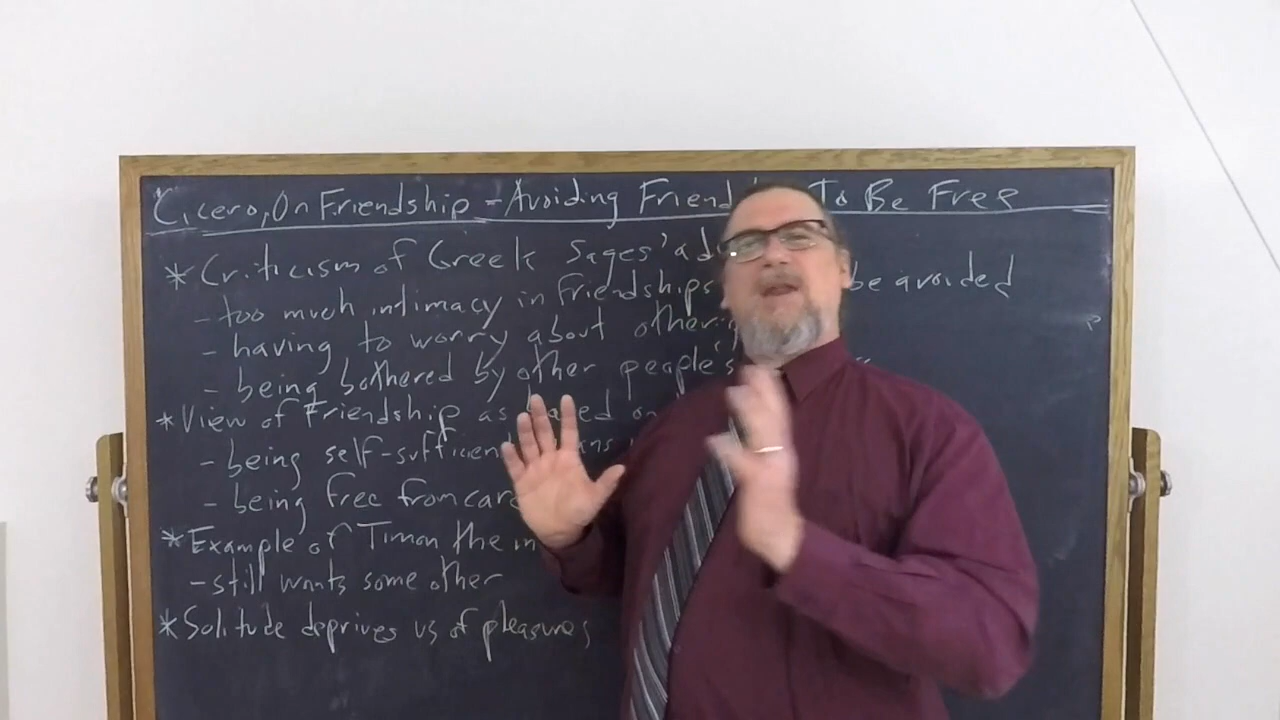 Cicero, On Friendship - Avoiding Friend To Be Free
* Criticism of Greek Sages' ad
- too much intimacy in friendships be avoided
- having to worry about other
- being bothered by other people's
* View of Friendship as based on
- being self-sufficient
- being free from care
* Example of Timon the m
- still wants some other
* Solitude deprives us of pleasures